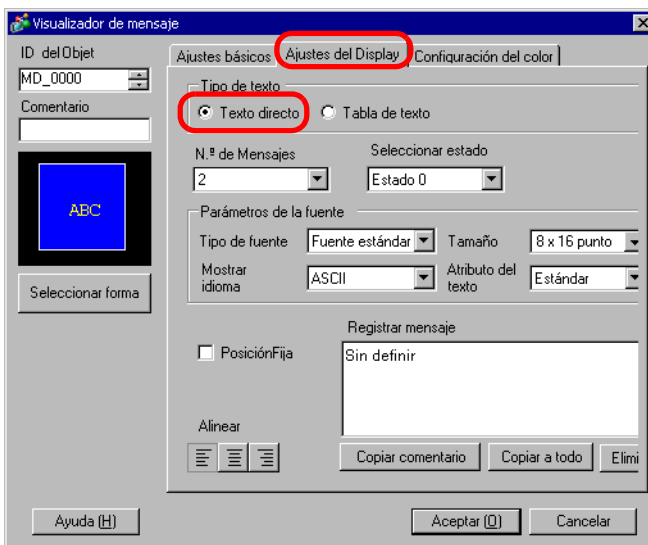 Visualizador de mensaje
ID del Objet
MD_0000
Comentario
ABC
Seleccionar forma
Ajustes básicos
Ajustes del Display
Configuración del color
Tipo de texto
Texto directo
Tabla de texto
N.º de Mensajes
Seleccionar estado
2
Estado 0
Parámetros de la fuente
Tipo de fuente
Fuente estándar
Tamaño
8 x 16 punto
Mostrar
idioma
ASCII
Atributo del
texto
Estándar
Registrar mensaje
PosiciónFija
Sin definir
Alinear
Copiar comentario
Copiar a todo
Elimi
Ayuda (H)
Aceptar (O)
Cancelar